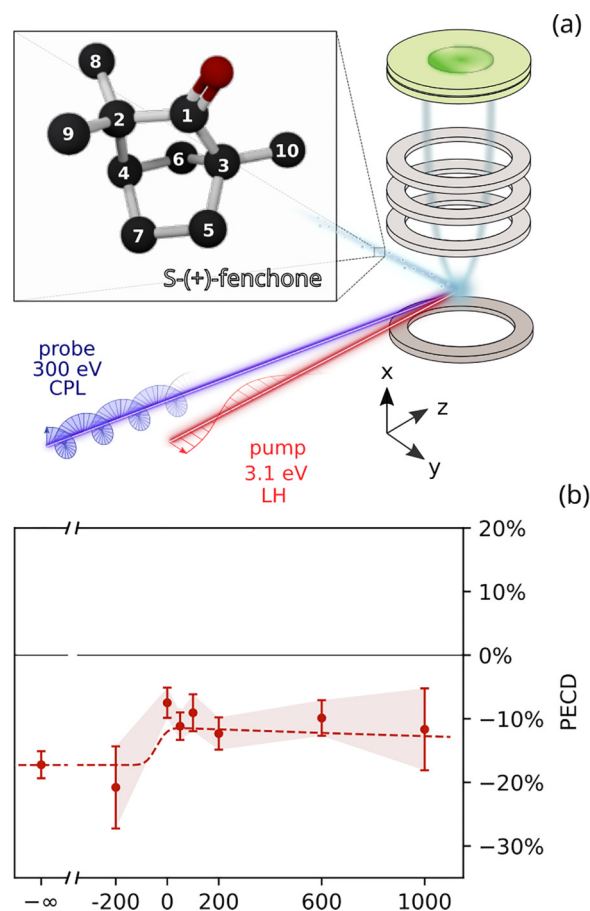 (a)
8
1
9
2
6
10
4
3
7
5
S-(+)-fenchone
probe
300 eV
CPL
x
z
y
pump
3.1 eV
LH
(b)
20%
10%
0%
−10%
−20%
−30%
PECD
−∞ -200 0 200 600 1000